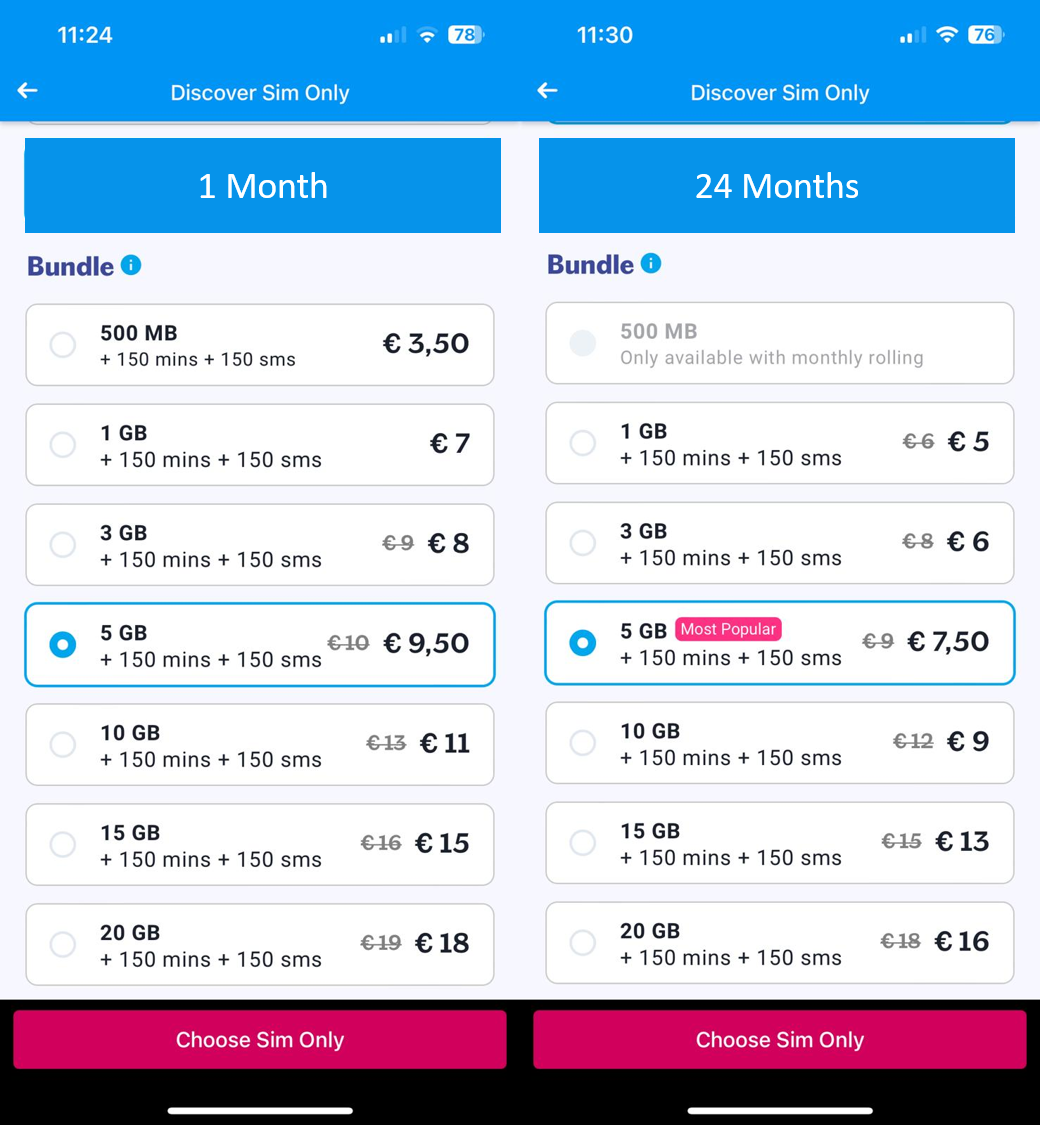 11:24
78
Discover Sim Only
1 Month
Bundle
500 MB
+ 150 mins + 150 sms
€ 3,50
1 GB
+ 150 mins + 150 sms
€ 7
3 GB
+ 150 mins + 150 sms
€ 9 € 8
5 GB
+ 150 mins + 150 sms
€ 10 € 9,50
10 GB
+ 150 mins + 150 sms
€ 13 € 11
15 GB
+ 150 mins + 150 sms
€ 16 € 15
20 GB
+ 150 mins + 150 sms
€ 19 € 18
Choose Sim Only
11:30
76
Discover Sim Only
24 Months
Bundle
500 MB
Only available with monthly rolling
1 GB
+ 150 mins + 150 sms
€ 6 € 5
3 GB
+ 150 mins + 150 sms
€ 8 € 6
5 GB Most Popular
+ 150 mins + 150 sms
€ 9 € 7,50
10 GB
+ 150 mins + 150 sms
€ 12 € 9
15 GB
+ 150 mins + 150 sms
€ 15 € 13
20 GB
+ 150 mins + 150 sms
€ 18 € 16
Choose Sim Only